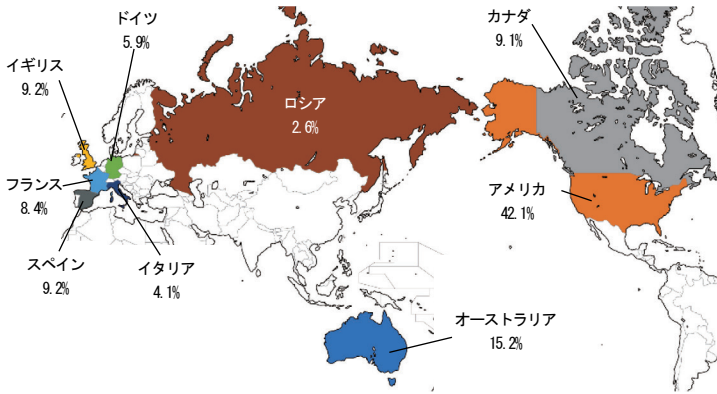 ドイツ
5.9%
イギリス
9.2%
フランス
8.4%
スペイン
9.2%
イタリア
4.1%
ロシア
2.6%
カナダ
9.1%
アメリカ
42.1%
オーストラリア
15.2%